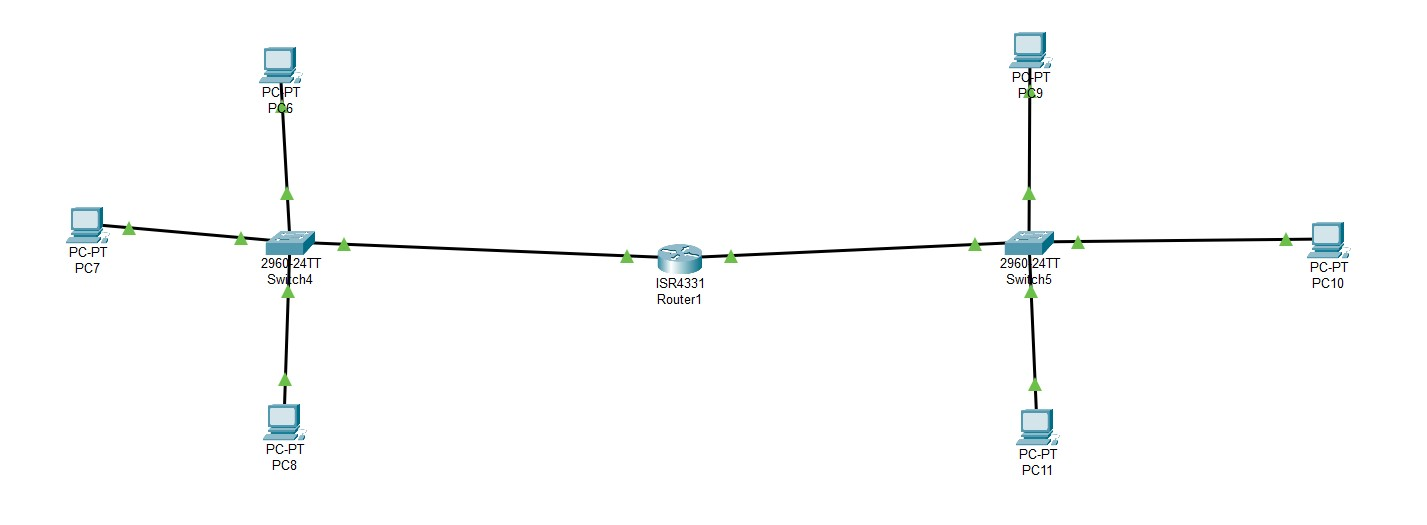 PC-PT
PC6
PC-PT
PC9
PC-PT
PC7
2960-24TT
Switch4
ISR4331
Router1
2960-24TT
Switch5
PC-PT
PC10
PC-PT
PC8
PC-PT
PC11